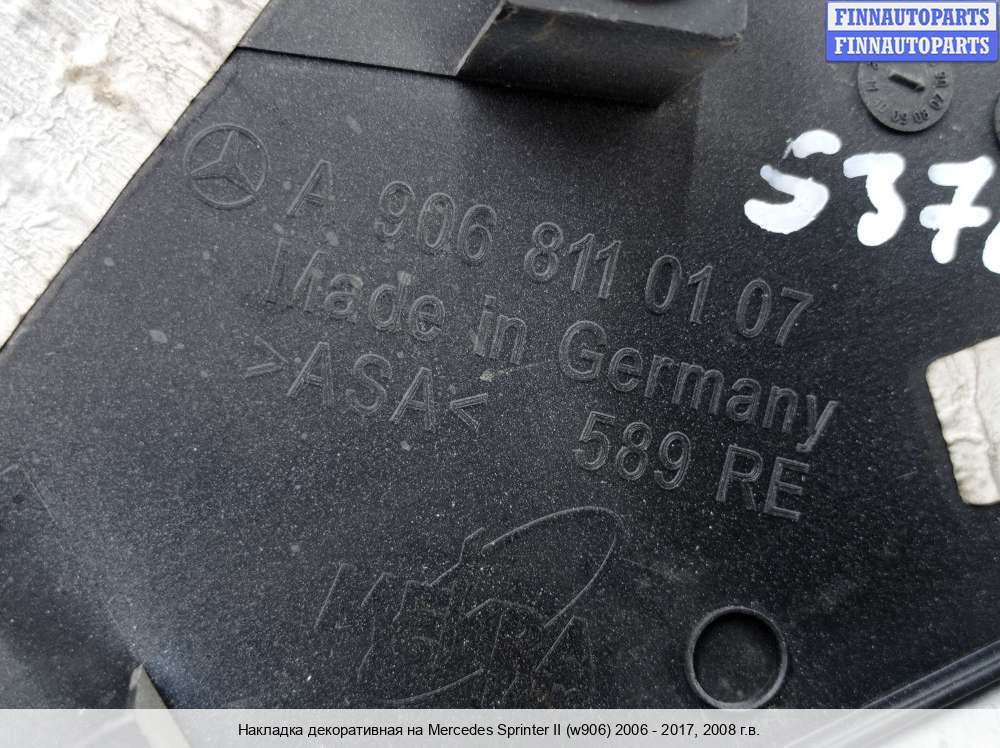 FINNAUTOPARTS
FINNAUTOPARTS
S37
A 906 811 01 07
Made in Germany
>ASA<
589 RE
Накладка декоративная на Mercedes Sprinter II (w906) 2006 - 2017, 2008 г.в.